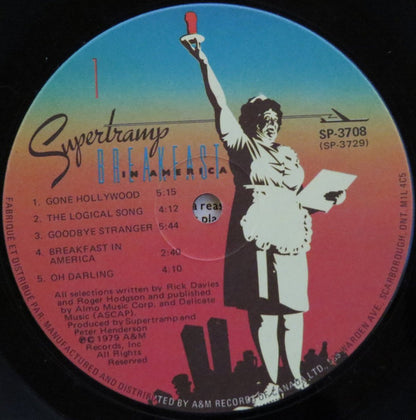 1
Supertramp
BREAKFAST
IN AMERICA
SP-3708
(SP-3729)
1. GONE HOLLYWOOD 5:15
2. THE LOGICAL SONG 4:12
3. GOODBYE STRANGER 5:44
4. BREAKFAST IN
AMERICA 2:40
5. OH DARLING 4:10
All selections written by Rick Davies
and Roger Hodgson and published
by Almo Music Corp. and Delicate
Music (ASCAP).
Produced by Supertramp and
Peter Henderson
℗© 1979 A&M
Records, Inc.
All Rights
Reserved
FABRIQUE ET DISTRIBUE PAR-MANUFACTURED AND DISTRIBUTED BY A&M RECORDS OF CANADA LTD., WARDEN AVE. SCARBOROUGH, ONT. M1L 4C5